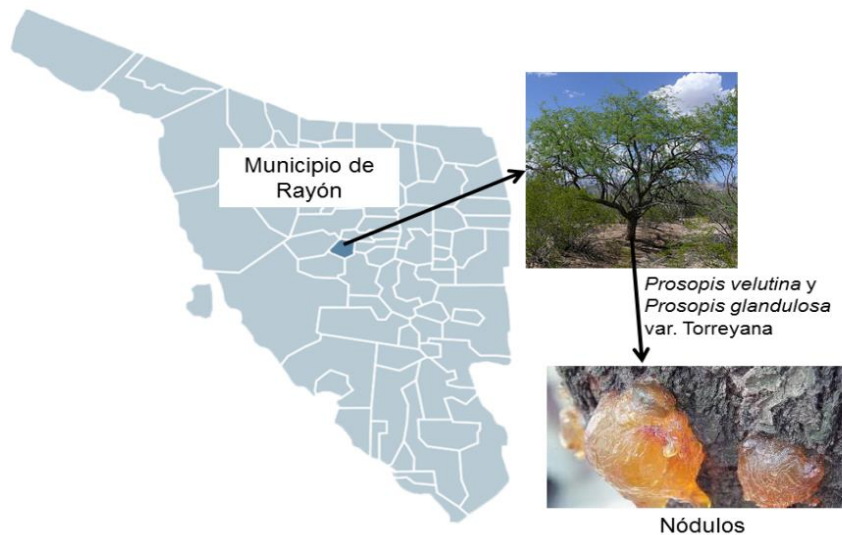 Municipio de
Rayón
Prosopis velutina y
Prosopis glandulosa
var. Torreyana
Nódulos